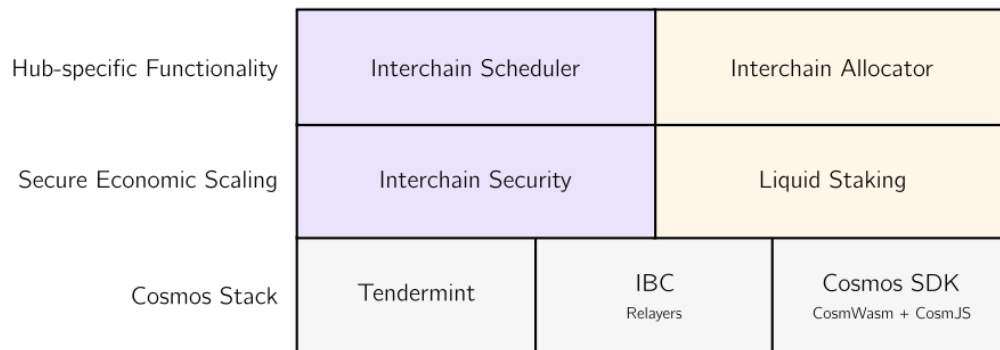 Hub-specific Functionality
Interchain Scheduler
Interchain Allocator
Secure Economic Scaling
Interchain Security
Liquid Staking
Cosmos Stack
Tendermint
IBC
Relayers
Cosmos SDK
CosmWasm + CosmJS